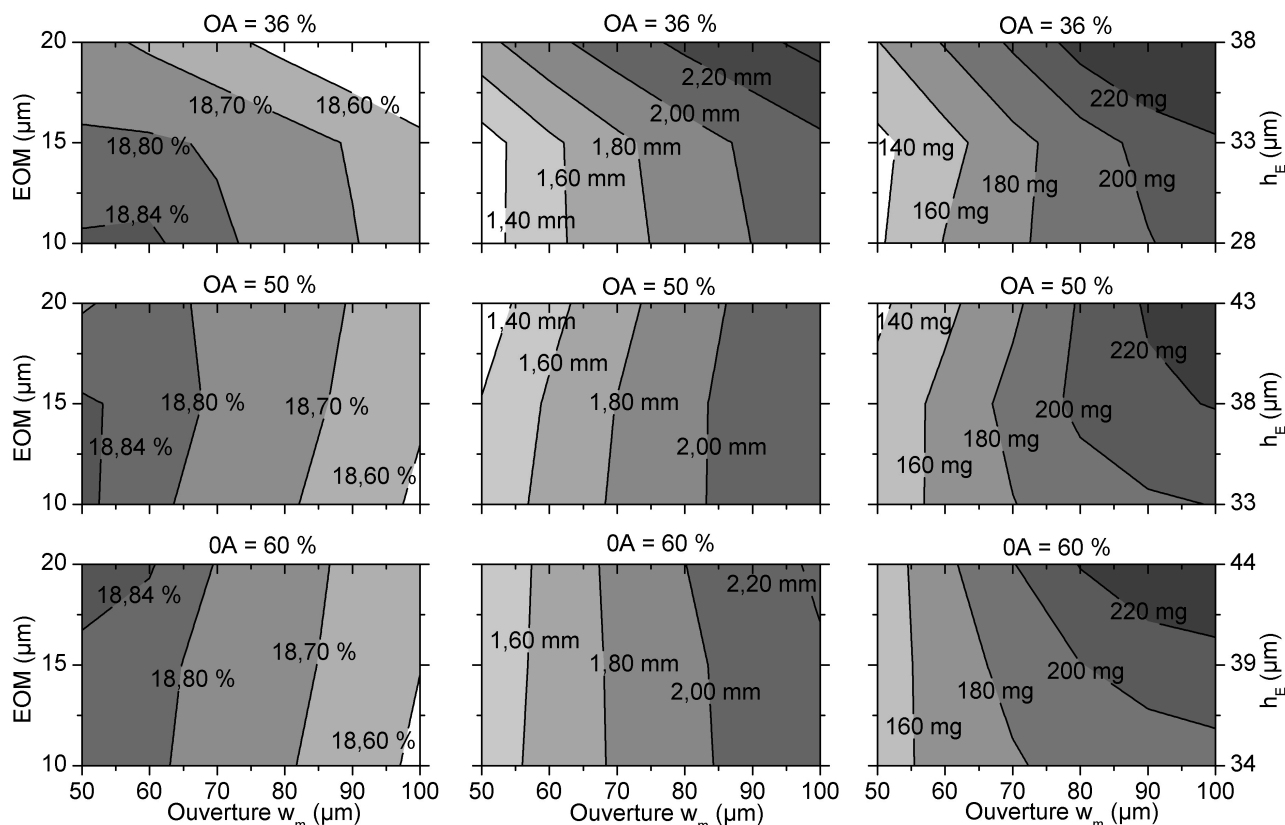 OA = 36 % OA = 36 % OA = 36 %
20 38
18,70 % 18,60 % 2,20 mm 220 mg
2,00 mm
EOM (µm) 15 18,80 % 1,80 mm 140 mg 33 h_E (µm)
1,60 mm 180 mg 200 mg
18,84 % 1,40 mm 160 mg
10 28
OA = 50 % OA = 50 % OA = 50 %
20 43
1,40 mm 140 mg
1,60 mm 220 mg
EOM (µm) 15 18,80 % 18,70 % 1,80 mm 200 mg 38 h_E (µm)
18,84 % 2,00 mm 180 mg
18,60 % 160 mg
10 33
0A = 60 % OA = 60 % 0A = 60 %
20 44
18,84 % 2,20 mm 220 mg
1,60 mm
EOM (µm) 15 18,80 % 18,70 % 1,80 mm 200 mg 39 h_E (µm)
2,00 mm 180 mg
18,60 % 160 mg
10 34
50 60 70 80 90 100 50 60 70 80 90 100 50 60 70 80 90 100
Ouverture w_m (µm) Ouverture w_m (µm) Ouverture w_m (µm)